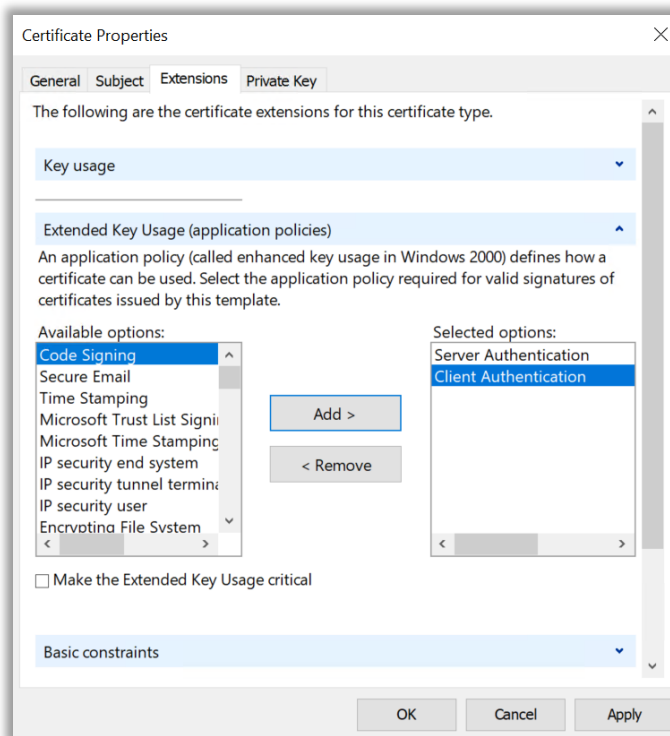 Certificate Properties
General Subject Extensions Private Key
The following are the certificate extensions for this certificate type.
Key usage
Extended Key Usage (application policies)
An application policy (called enhanced key usage in Windows 2000) defines how a
certificate can be used. Select the application policy required for valid signatures of
certificates issued by this template.
Available options:
Code Signing
Secure Email
Time Stamping
Microsoft Trust List Signi
Microsoft Time Stamping
IP security end system
IP security tunnel termina
IP security user
Encrypting File System
Add >
< Remove
Selected options:
Server Authentication
Client Authentication
Make the Extended Key Usage critical
Basic constraints
OK Cancel Apply